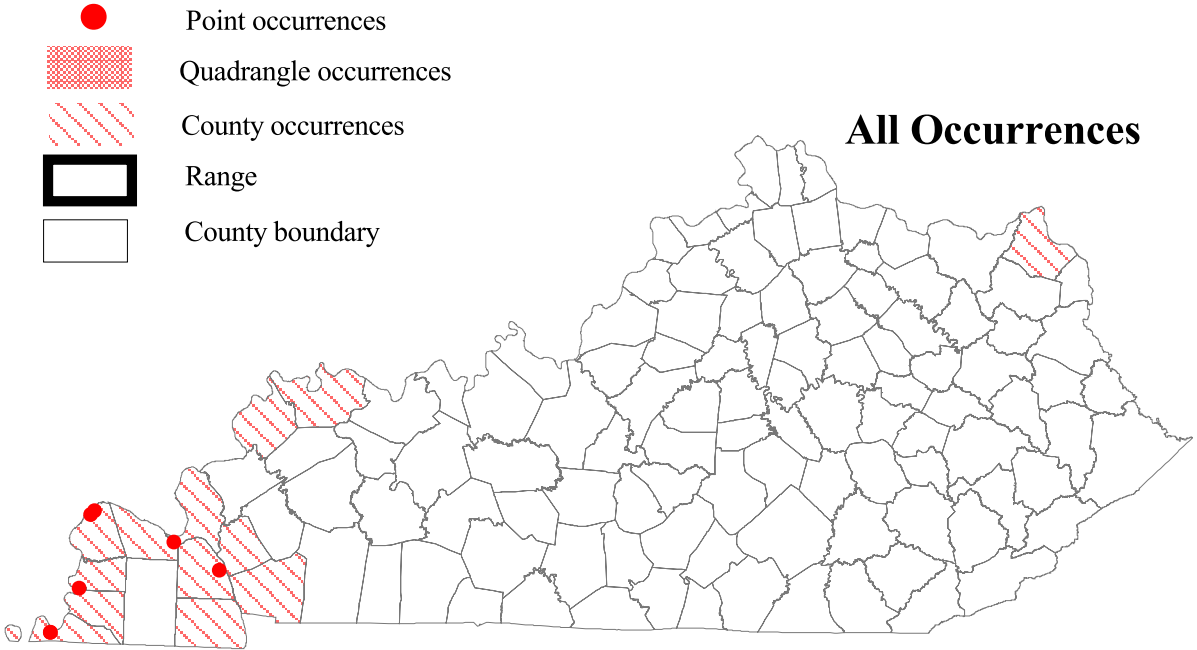 Point occurrences
Quadrangle occurrences
County occurrences
All Occurrences
Range
County boundary